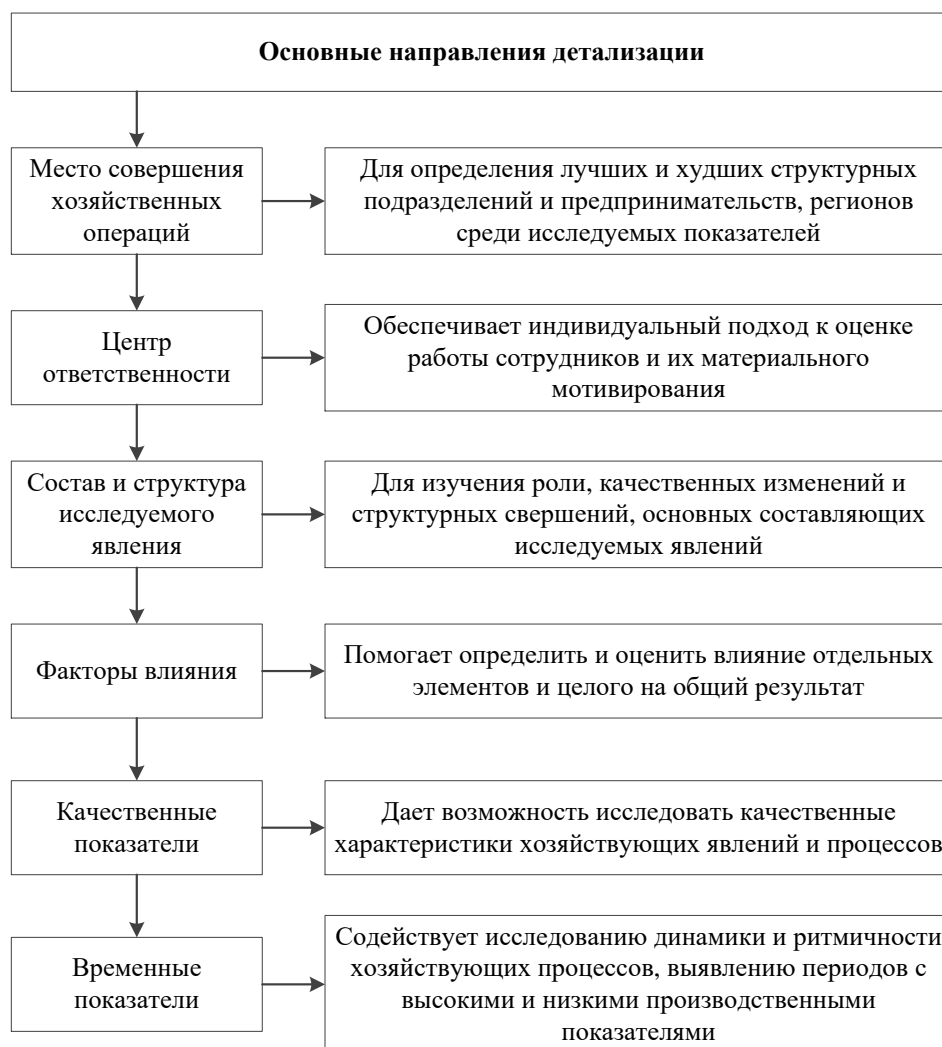 Основные направления детализации
Место совершения
хозяйственных
операций
Для определения лучших и худших структурных
подразделений и предпринимательств, регионов
среди исследуемых показателей
Центр
ответственности
Обеспечивает индивидуальный подход к оценке
работы сотрудников и их материального
мотивирования
Состав и структура
исследуемого
явления
Для изучения роли, качественных изменений и
структурных свершений, основных составляющих
исследуемых явлений
Факторы влияния
Помогает определить и оценить влияние отдельных
элементов и целого на общий результат
Качественные
показатели
Дает возможность исследовать качественные
характеристики хозяйствующих явлений и процессов
Временные
показатели
Содействует исследованию динамики и ритмичности
хозяйствующих процессов, выявлению периодов с
высокими и низкими производственными
показателями